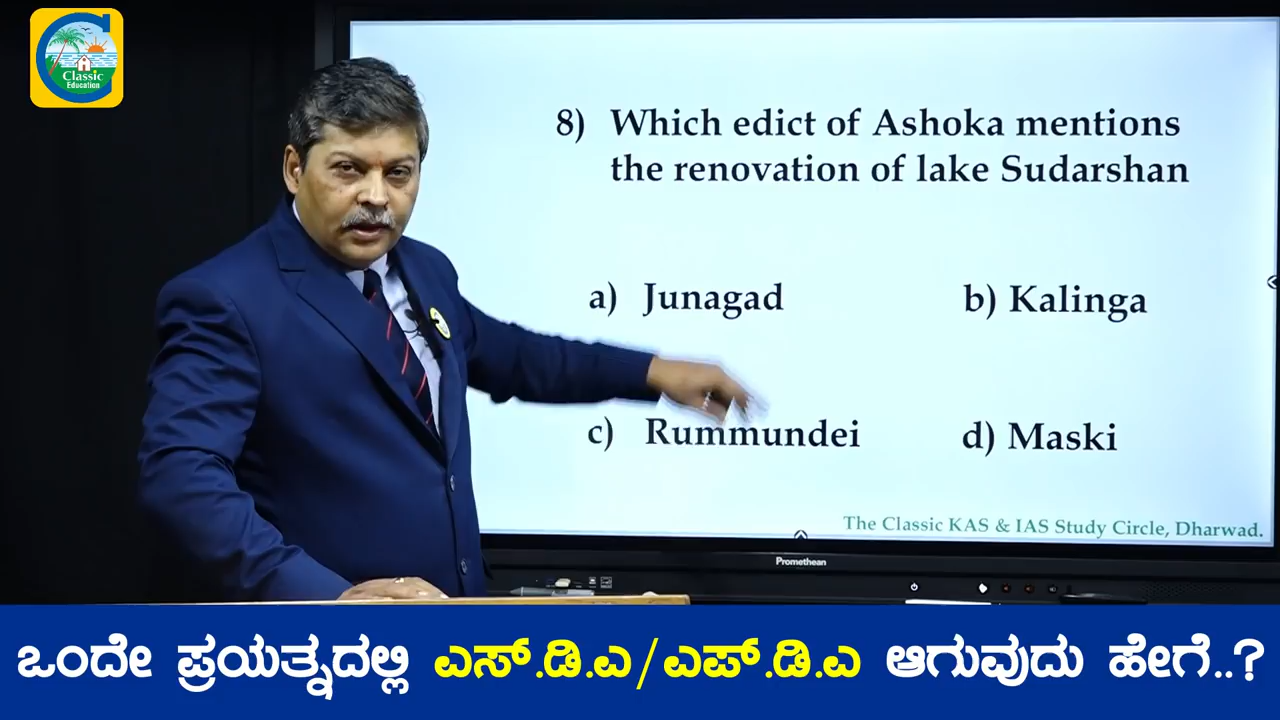 Classic
Education
8) Which edict of Ashoka mentions
the renovation of lake Sudarshan
a) Junagad
b) Kalinga
c) Rummundei
d) Maski
The Classic KAS & IAS Study Circle, Dharwad.
Promethean
ಒಂದೇ ಪ್ರಯತ್ನದಲ್ಲಿ ಎಸ್.ಡಿ.ಎ/ಎಫ್.ಡಿ.ಎ ಆಗುವುದು ಹೇಗೆ..?